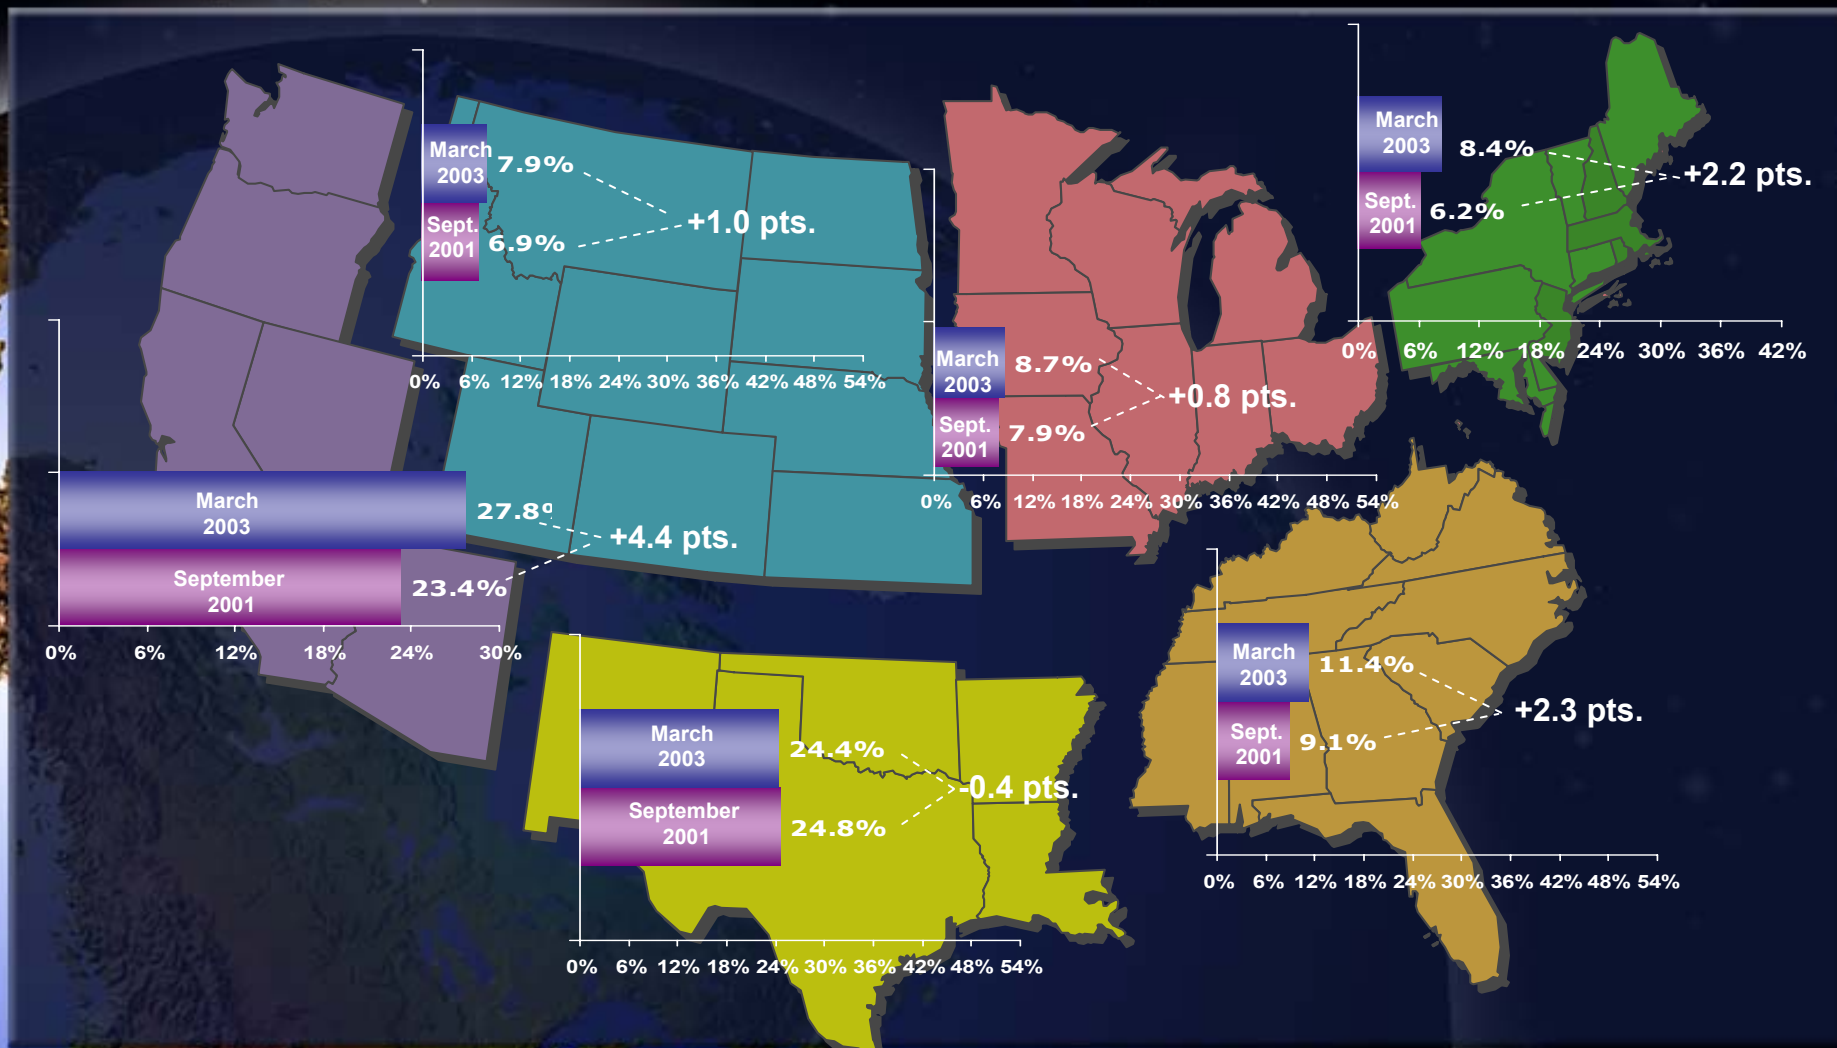 March
2003
7.9%
Sept.
2001
6.9%
+1.0 pts.
0% 6% 12% 18% 24% 30% 36% 42% 48% 54%
March
2003
8.7%
Sept.
2001
7.9%
+0.8 pts.
0% 6% 12% 18% 24% 30% 36% 42% 48% 54%
March
2003
8.4%
Sept.
2001
6.2%
+2.2 pts.
0% 6% 12% 18% 24% 30% 36% 42%
March
2003
27.8%
September
2001
23.4%
+4.4 pts.
0% 6% 12% 18% 24% 30%
March
2003
24.4%
September
2001
24.8%
-0.4 pts.
0% 6% 12% 18% 24% 30% 36% 42% 48% 54%
March
2003
11.4%
Sept.
2001
9.1%
+2.3 pts.
0% 6% 12% 18% 24% 30% 36% 42% 48% 54%